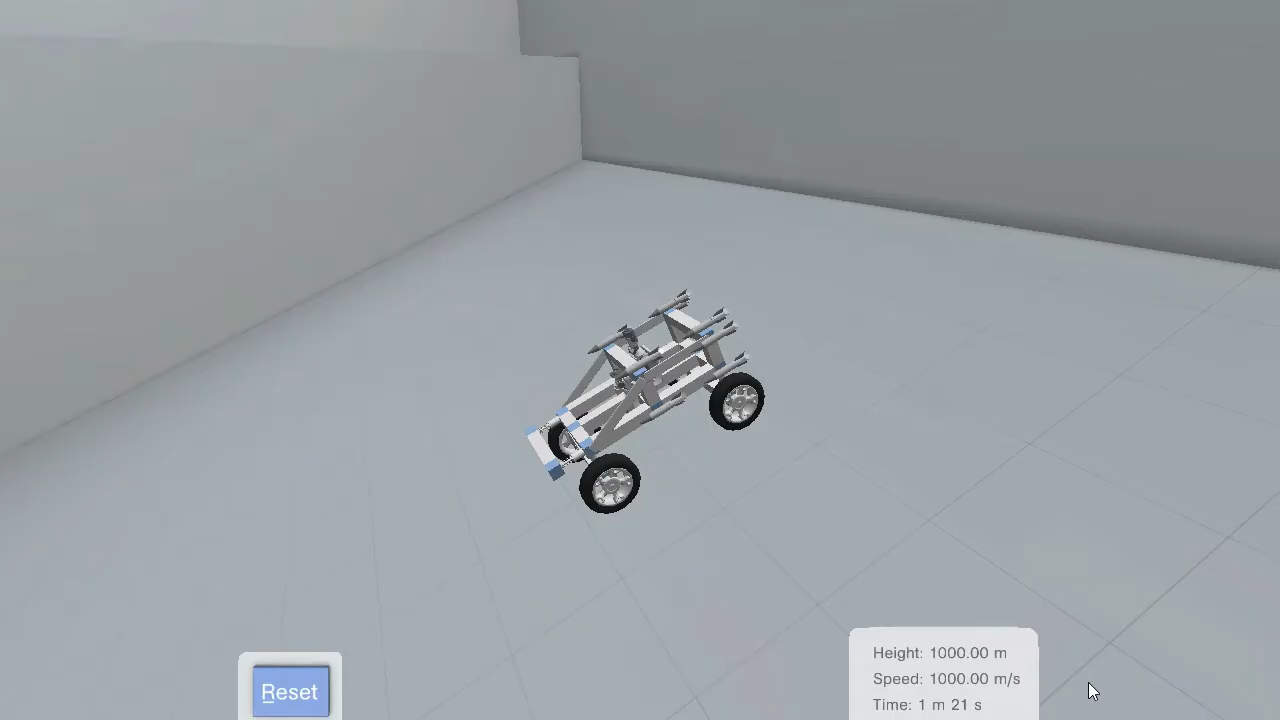 Reset
Height: 1000.00 m
Speed: 1000.00 m/s
Time: 1 m 21 s